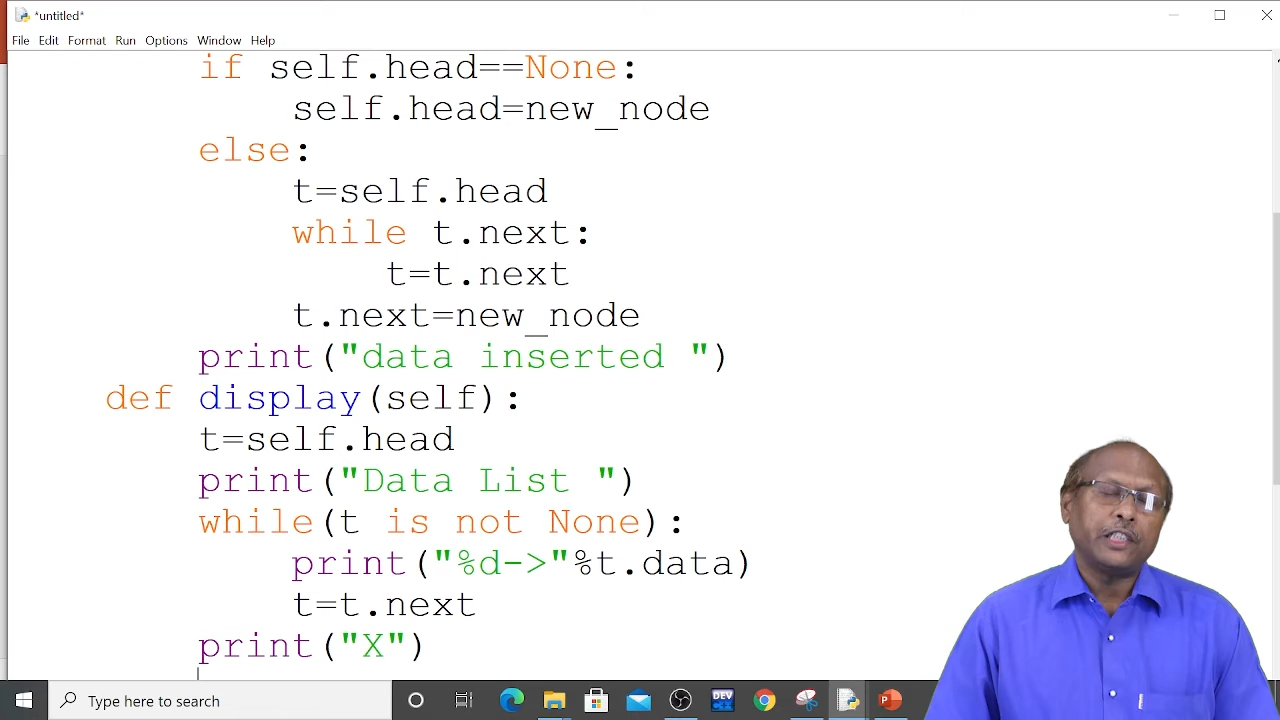 *untitled*
File Edit Format Run Options Window Help
if self.head==None:
self.head=new_node
else:
t=self.head
while t.next:
t=t.next
t.next=new_node
print("data inserted ")
def display(self):
t=self.head
print("Data List ")
while(t is not None):
print("%d->"%t.data)
t=t.next
print("X")
Type here to search
DEV C++